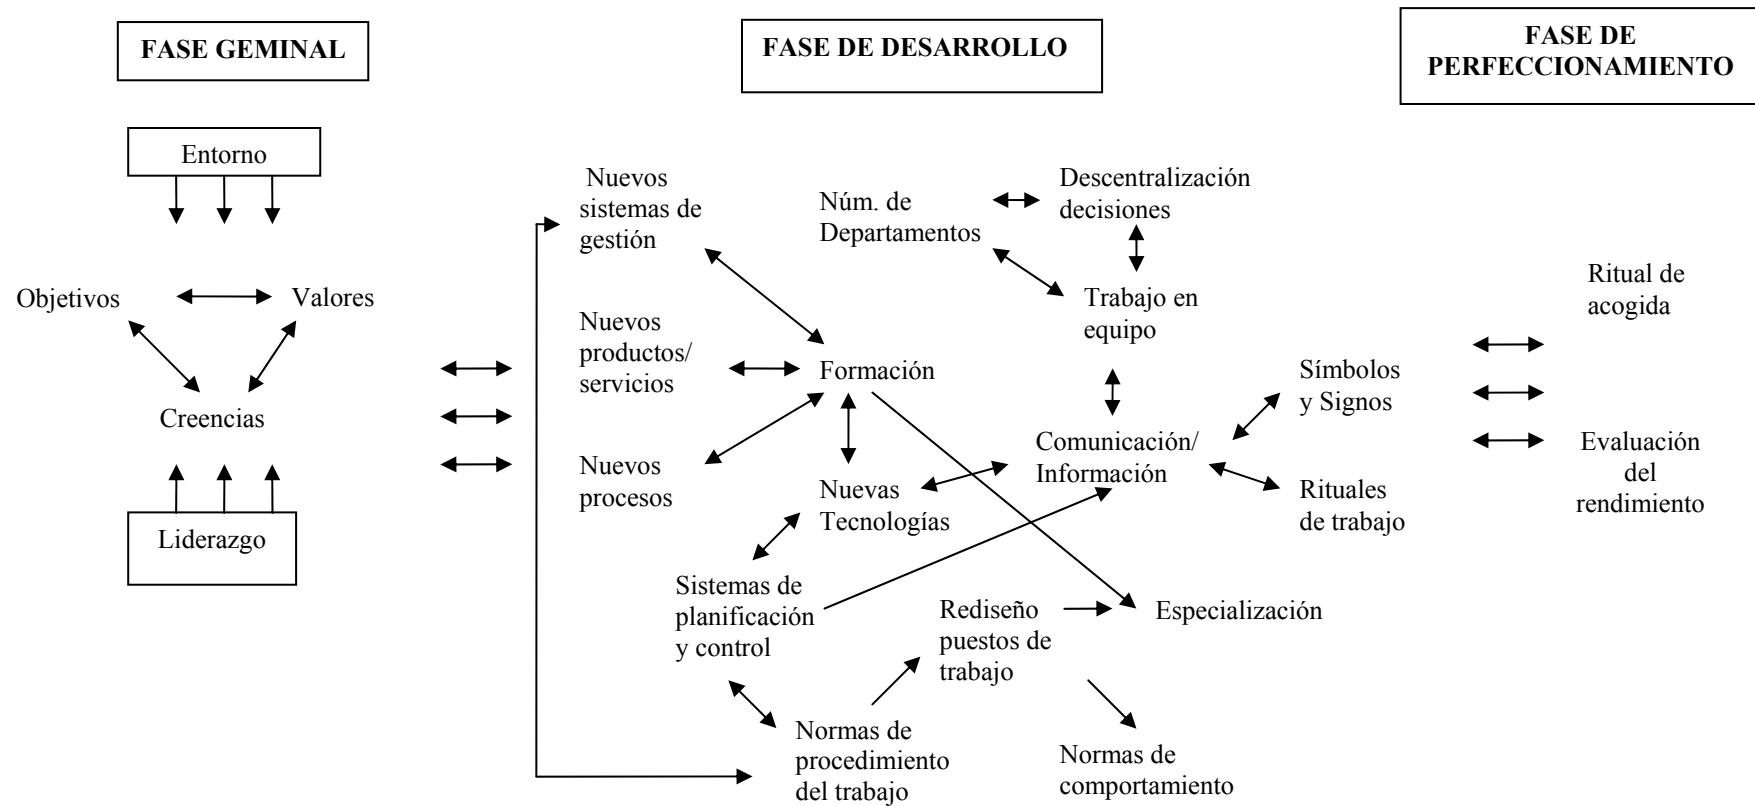 FASE GEMINAL
FASE DE DESARROLLO
FASE DE
PERFECCIONAMIENTO
Entorno
Objetivos
Valores
Creencias
Liderazgo
Nuevos
sistemas de
gestión
Núm. de
Departamentos
Descentralización
decisiones
Nuevos
productos/
servicios
Formación
Trabajo en
equipo
Nuevos
procesos
Nuevas
Tecnologías
Comunicación/
Información
Símbolos
y Signos
Rituales
de trabajo
Sistemas de
planificación
y control
Rediseño
puestos de
trabajo
Especialización
Normas de
procedimiento
del trabajo
Normas de
comportamiento
Ritual de
acogida
Evaluación
del
rendimiento